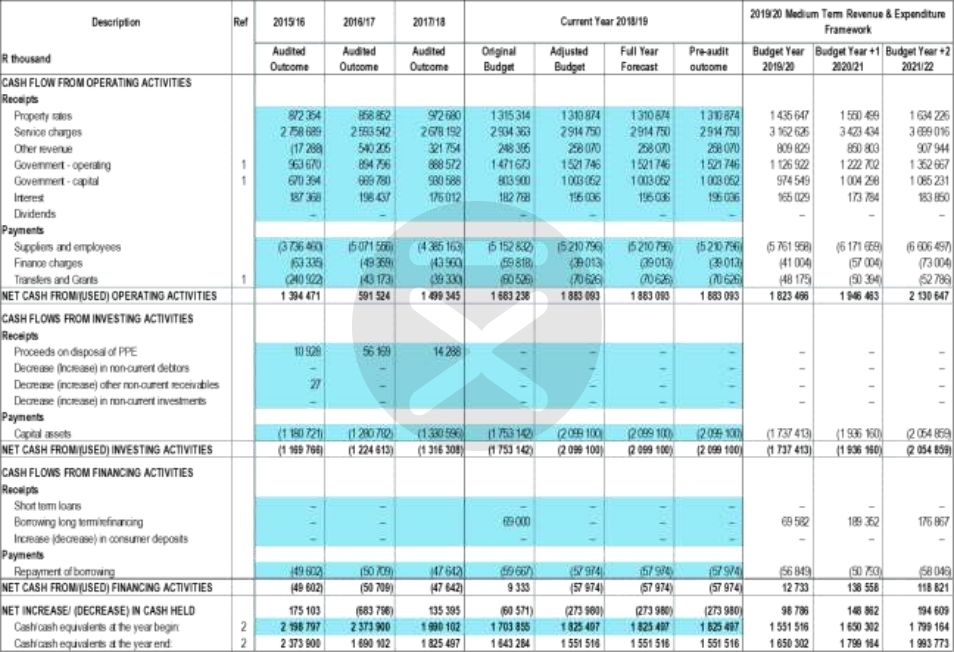 Description Ref 2015/16 2016/17 2017/18 Current Year 2018/19 2019/20 Medium Term Revenue & Expenditure Framework
R thousand Audited Outcome Audited Outcome Audited Outcome Original Budget Adjusted Budget Full Year Forecast Pre-audit outcome Budget Year 2019/20 Budget Year +1 2020/21 Budget Year +2 2021/22
CASH FLOW FROM OPERATING ACTIVITIES
Receipts
Property rates 872 354 858 852 972 680 1 315 314 1 310 874 1 310 874 1 310 874 1 435 647 1 550 499 1 634 226
Service charges 2 758 689 2 593 542 2 678 192 2 934 363 2 914 750 2 914 750 2 914 750 3 162 626 3 423 434 3 699 016
Other revenue (17 288) 540 205 321 754 248 395 258 070 258 070 258 070 809 829 850 803 907 944
Government - operating 1 963 670 894 796 888 572 1 471 673 1 521 746 1 521 746 1 521 746 1 126 922 1 222 702 1 352 667
Government - capital 1 670 394 669 780 930 588 803 900 1 003 052 1 003 052 1 003 052 974 549 1 004 298 1 085 231
Interest 187 368 198 437 176 012 182 768 195 036 195 036 195 036 165 029 173 784 183 850
Dividends – – – – – – – – – –
Payments
Suppliers and employees (3 736 460) (5 071 556) (4 385 163) (5 152 832) (5 210 796) (5 210 796) (5 210 796) (5 761 958) (6 171 659) (6 606 497)
Finance charges (63 335) (49 359) (43 960) (59 818) (39 013) (39 013) (39 013) (41 004) (57 004) (73 004)
Transfers and Grants 1 (240 922) (43 173) (39 330) (60 526) (70 626) (70 626) (70 626) (48 175) (50 394) (52 786)
NET CASH FROM/(USED) OPERATING ACTIVITIES 1 394 471 591 524 1 499 345 1 683 238 1 883 093 1 883 093 1 883 093 1 823 466 1 946 463 2 130 647
CASH FLOWS FROM INVESTING ACTIVITIES
Receipts
Proceeds on disposal of PPE 10 928 56 169 14 288 – – – – – – –
Decrease (Increase) in non-current debtors – – – – – – – – – –
Decrease (increase) other non-current receivables 27 – – – – – – – – –
Decrease (increase) in non-current investments – – – – – – – – – –
Payments
Capital assets (1 180 721) (1 280 782) (1 330 596) (1 753 142) (2 099 100) (2 099 100) (2 099 100) (1 737 413) (1 936 160) (2 054 859)
NET CASH FROM/(USED) INVESTING ACTIVITIES (1 169 766) (1 224 613) (1 316 308) (1 753 142) (2 099 100) (2 099 100) (2 099 100) (1 737 413) (1 936 160) (2 054 859)
CASH FLOWS FROM FINANCING ACTIVITIES
Receipts
Short term loans – – – – – – – – – –
Borrowing long term/refinancing – – – 69 000 – – – 69 582 189 352 176 867
Increase (decrease) in consumer deposits – – – – – – – – – –
Payments
Repayment of borrowing (49 602) (50 709) (47 642) (59 667) (57 974) (57 974) (57 974) (56 849) (50 793) (58 046)
NET CASH FROM/(USED) FINANCING ACTIVITIES (49 602) (50 709) (47 642) 9 333 (57 974) (57 974) (57 974) 12 733 138 558 118 821
NET INCREASE/ (DECREASE) IN CASH HELD 175 103 (683 798) 135 395 (60 571) (273 980) (273 980) (273 980) 98 786 148 862 194 609
Cash/cash equivalents at the year begin: 2 2 198 797 2 373 900 1 690 102 1 703 855 1 825 497 1 825 497 1 825 497 1 551 516 1 650 302 1 799 164
Cash/cash equivalents at the year end: 2 2 373 900 1 690 102 1 825 497 1 643 284 1 551 516 1 551 516 1 551 516 1 650 302 1 799 164 1 993 773